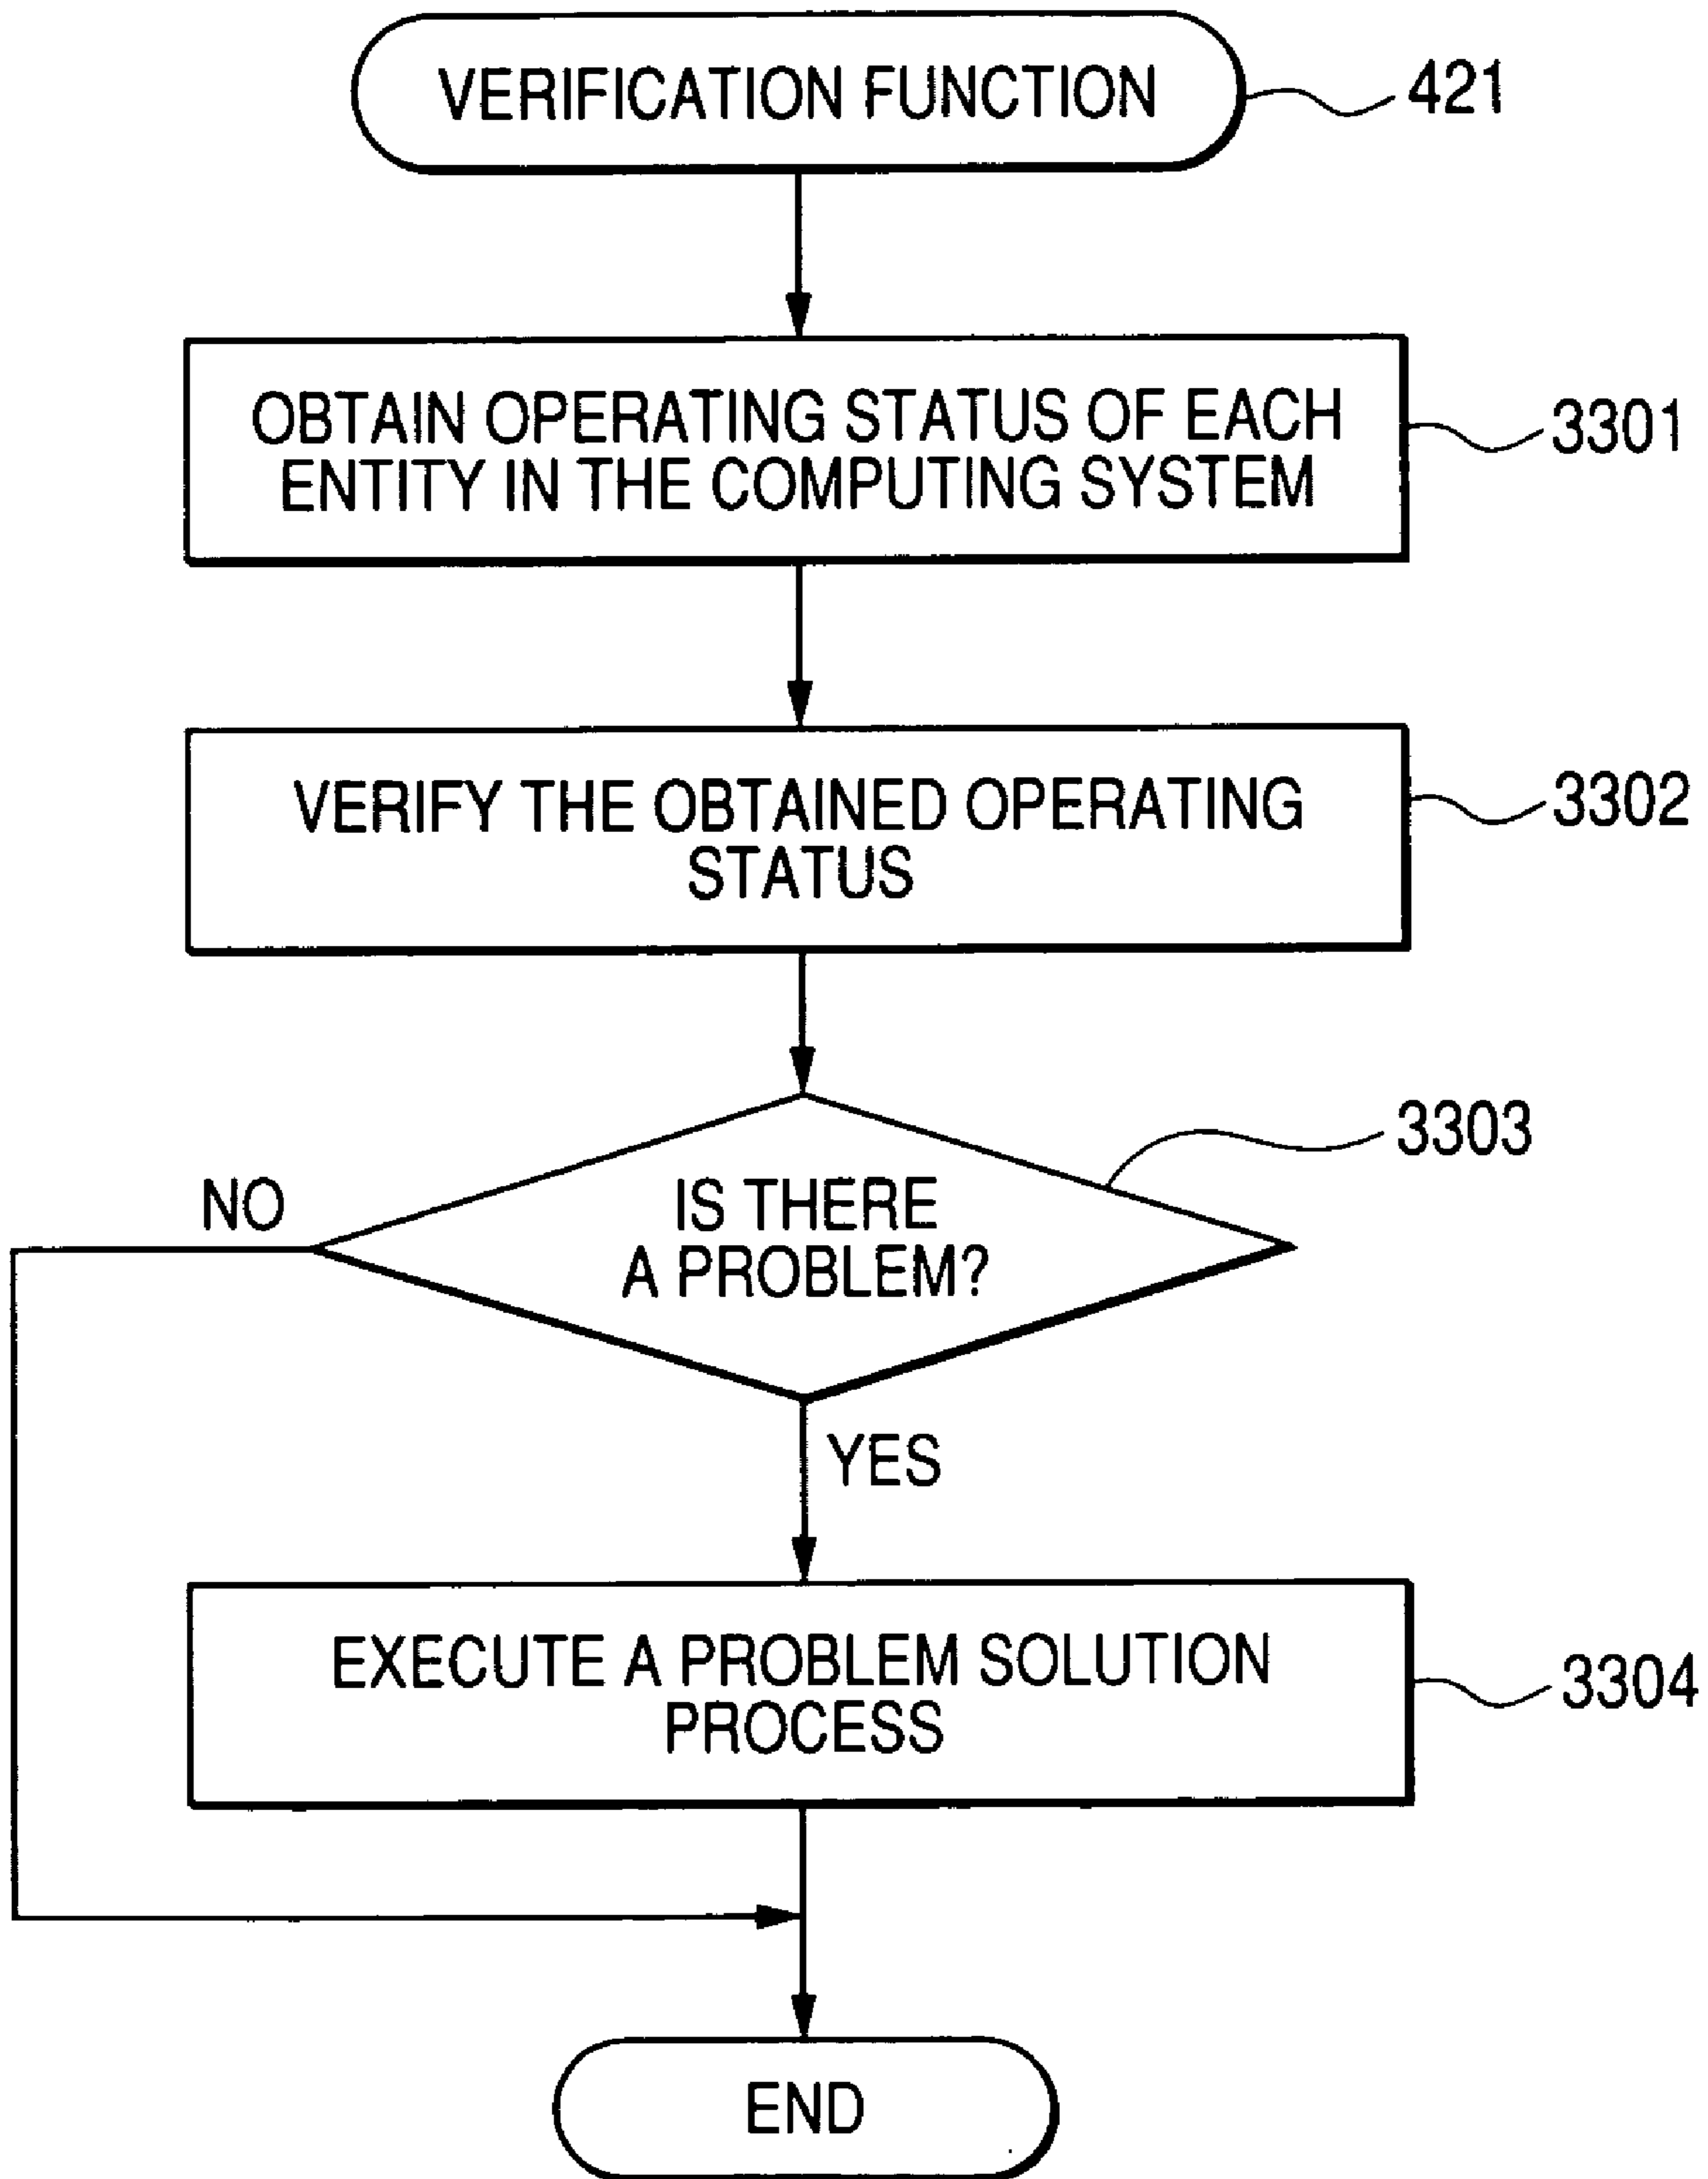 VERIFICATION FUNCTION
421
OBTAIN OPERATING STATUS OF EACH
ENTITY IN THE COMPUTING SYSTEM
3301
VERIFY THE OBTAINED OPERATING
STATUS
3302
3303
NO
IS THERE
A PROBLEM?
YES
EXECUTE A PROBLEM SOLUTION
PROCESS
3304
END